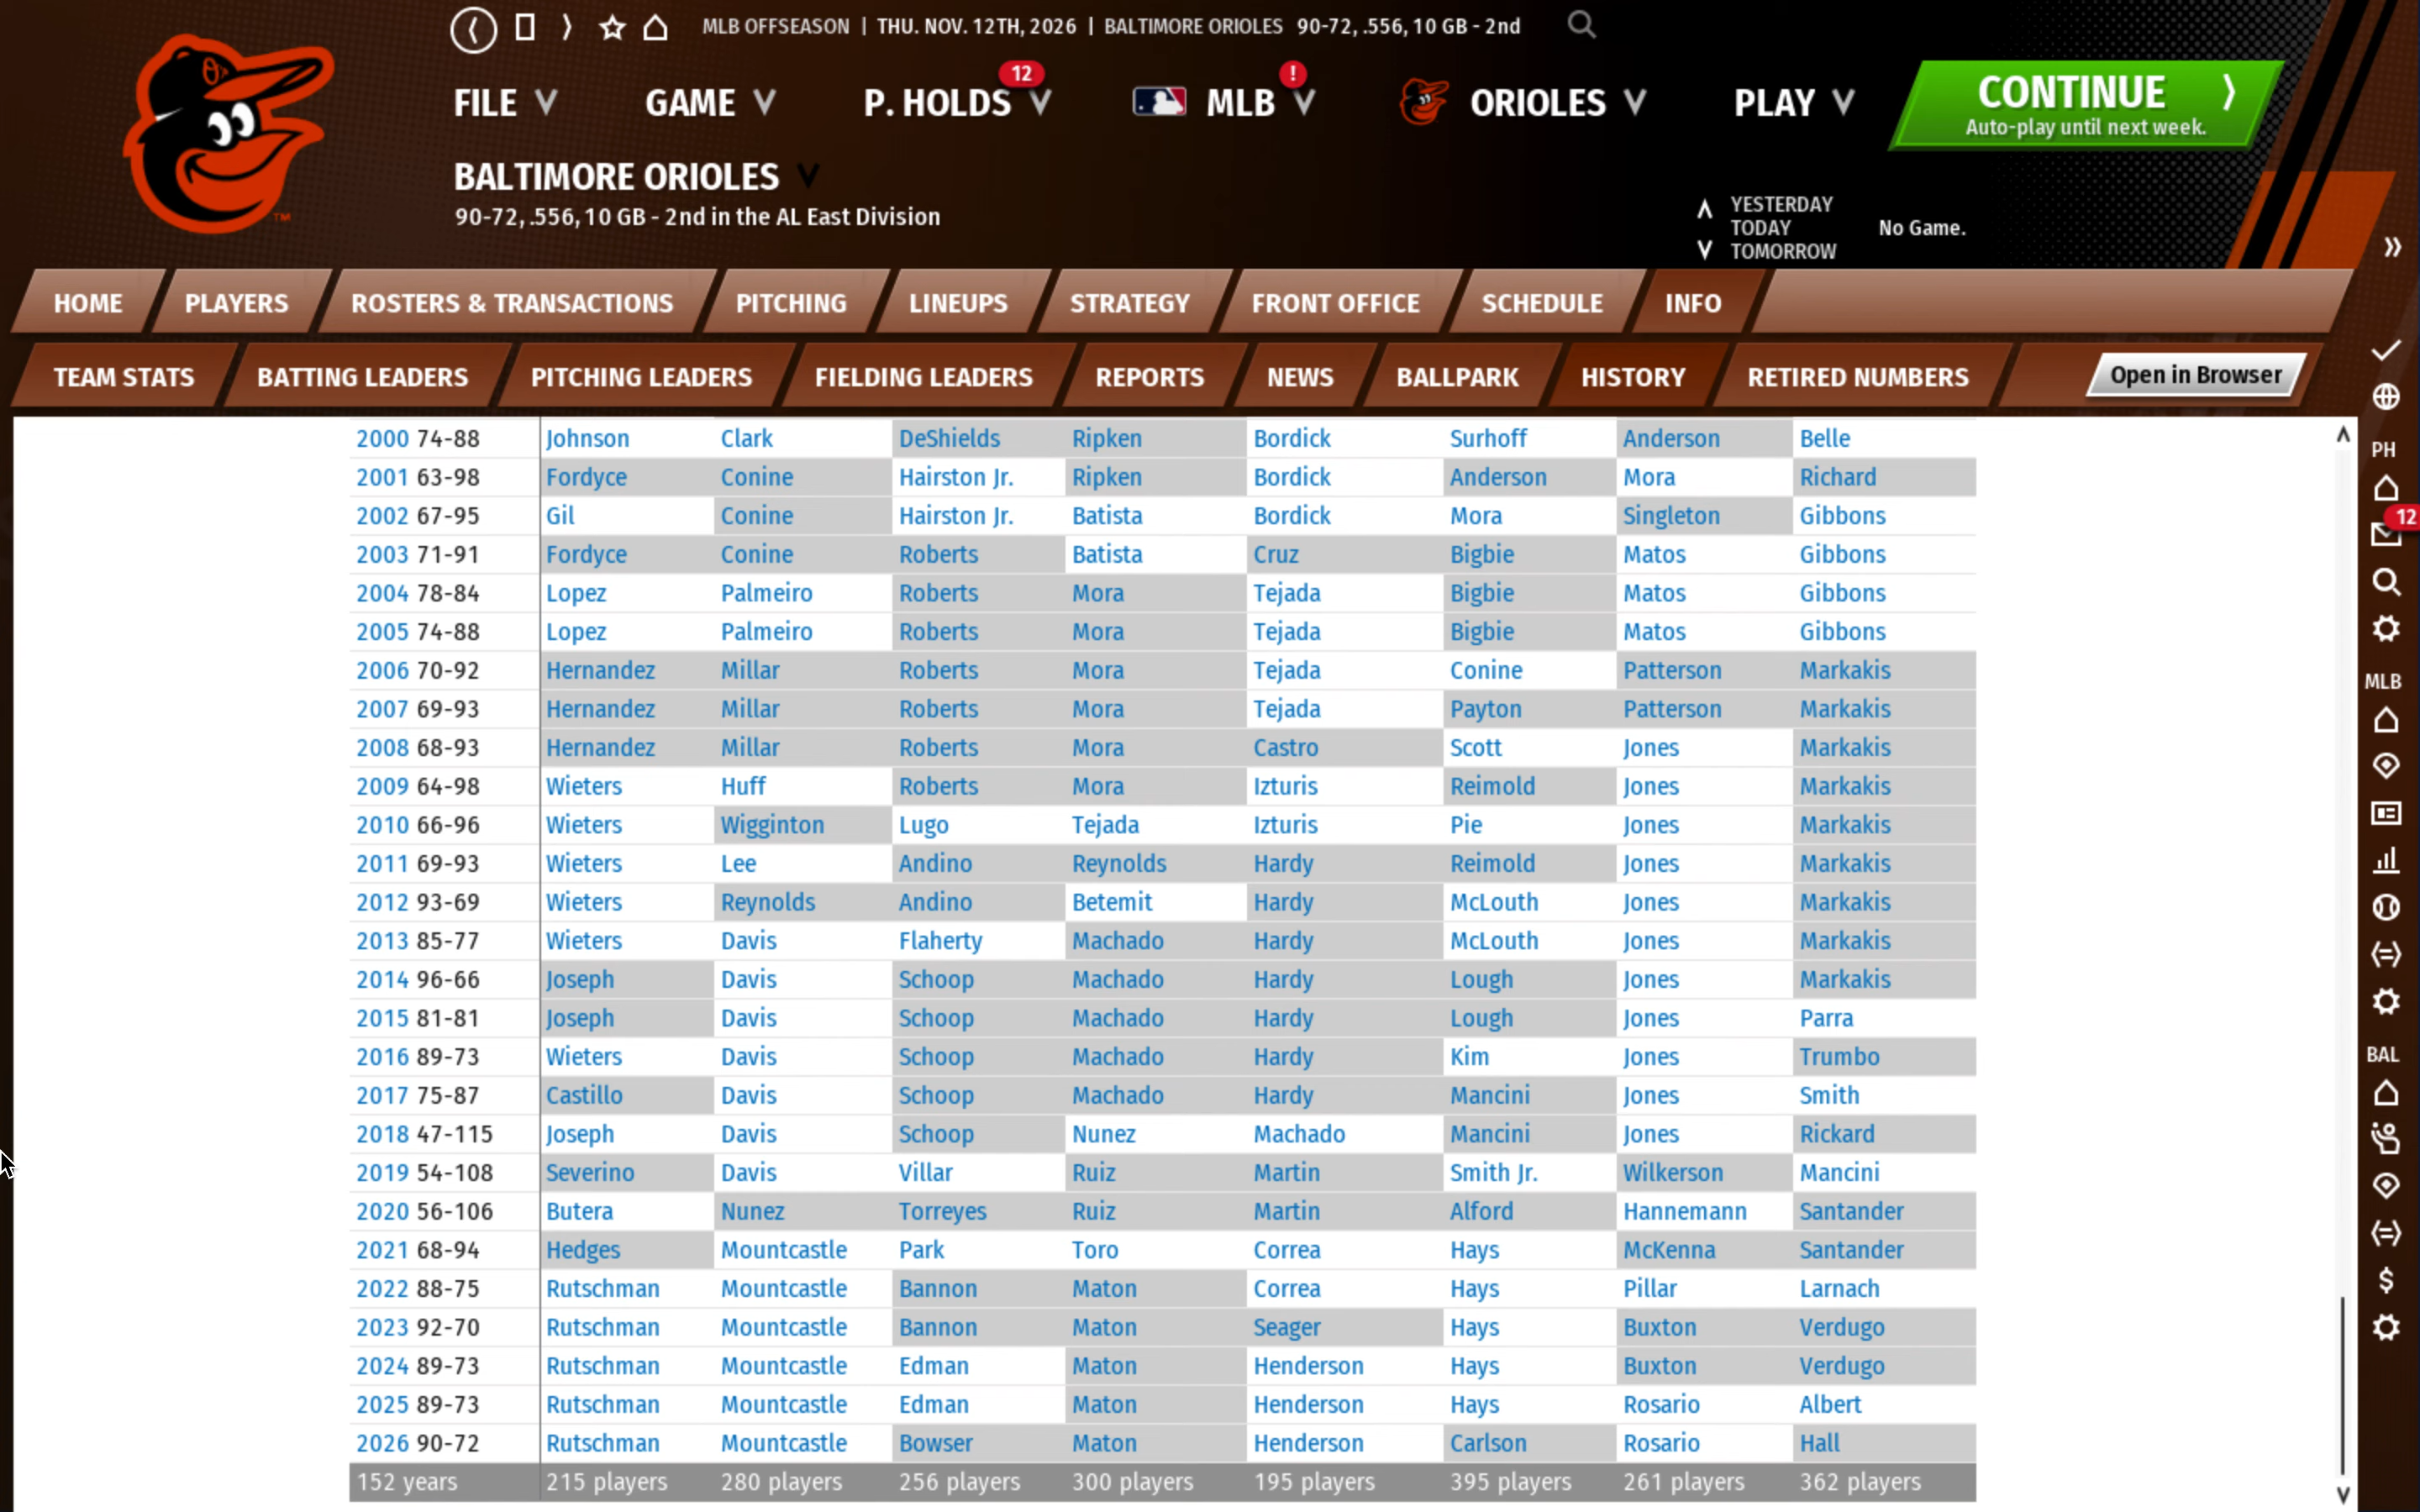 MLB OFFSEASON | THU. NOV. 12TH, 2026 | BALTIMORE ORIOLES 90-72, .556, 10 GB - 2nd
FILE GAME P. HOLDS 12 MLB ! ORIOLES PLAY CONTINUE
Auto-play until next week.
BALTIMORE ORIOLES
90-72, .556, 10 GB - 2nd in the AL East Division
YESTERDAY
TODAY No Game.
TOMORROW
HOME PLAYERS ROSTERS & TRANSACTIONS PITCHING LINEUPS STRATEGY FRONT OFFICE SCHEDULE INFO
TEAM STATS BATTING LEADERS PITCHING LEADERS FIELDING LEADERS REPORTS NEWS BALLPARK HISTORY RETIRED NUMBERS Open in Browser
2000 74-88 Johnson Clark DeShields Ripken Bordick Surhoff Anderson Belle
2001 63-98 Fordyce Conine Hairston Jr. Ripken Bordick Anderson Mora Richard
2002 67-95 Gil Conine Hairston Jr. Batista Bordick Mora Singleton Gibbons
2003 71-91 Fordyce Conine Roberts Batista Cruz Bigbie Matos Gibbons
2004 78-84 Lopez Palmeiro Roberts Mora Tejada Bigbie Matos Gibbons
2005 74-88 Lopez Palmeiro Roberts Mora Tejada Bigbie Matos Gibbons
2006 70-92 Hernandez Millar Roberts Mora Tejada Conine Patterson Markakis
2007 69-93 Hernandez Millar Roberts Mora Tejada Payton Patterson Markakis
2008 68-93 Hernandez Millar Roberts Mora Castro Scott Jones Markakis
2009 64-98 Wieters Huff Roberts Mora Izturis Reimold Jones Markakis
2010 66-96 Wieters Wigginton Lugo Tejada Izturis Pie Jones Markakis
2011 69-93 Wieters Lee Andino Reynolds Hardy Reimold Jones Markakis
2012 93-69 Wieters Reynolds Andino Betemit Hardy McLouth Jones Markakis
2013 85-77 Wieters Davis Flaherty Machado Hardy McLouth Jones Markakis
2014 96-66 Joseph Davis Schoop Machado Hardy Lough Jones Markakis
2015 81-81 Joseph Davis Schoop Machado Hardy Lough Jones Parra
2016 89-73 Wieters Davis Schoop Machado Hardy Kim Jones Trumbo
2017 75-87 Castillo Davis Schoop Machado Hardy Mancini Jones Smith
2018 47-115 Joseph Davis Schoop Nunez Machado Mancini Jones Rickard
2019 54-108 Severino Davis Villar Ruiz Martin Smith Jr. Wilkerson Mancini
2020 56-106 Butera Nunez Torreyes Ruiz Martin Alford Hannemann Santander
2021 68-94 Hedges Mountcastle Park Toro Correa Hays McKenna Santander
2022 88-75 Rutschman Mountcastle Bannon Maton Correa Hays Pillar Larnach
2023 92-70 Rutschman Mountcastle Bannon Maton Seager Hays Buxton Verdugo
2024 89-73 Rutschman Mountcastle Edman Maton Henderson Hays Buxton Verdugo
2025 89-73 Rutschman Mountcastle Edman Maton Henderson Hays Rosario Albert
2026 90-72 Rutschman Mountcastle Bowser Maton Henderson Carlson Rosario Hall
152 years 215 players 280 players 256 players 300 players 195 players 395 players 261 players 362 players
PH
12
MLB
BAL
$